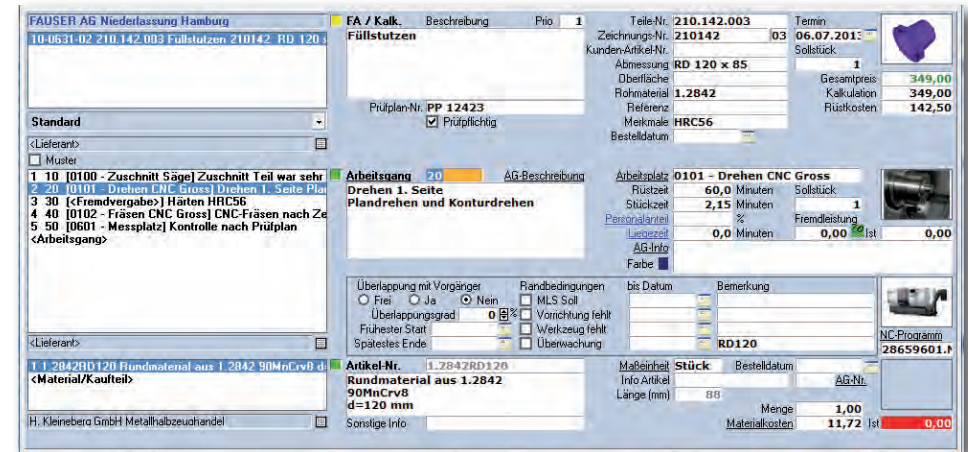 FAUSER AG Niederlassung Hamburg
10-0631-02 210.142.003 Füllstutzen 210142 RD 120
Standard
<Lieferant>
Muster
FA / Kalk. Beschreibung Prio 1
Füllstutzen
Prüfplan-Nr. PP 12423
Prüfpflichtig
Teile-Nr. 210.142.003 Termin
Zeichnungs-Nr. 210142 03 06.07.2013
Kunden-Artikel-Nr. Sollstück
Abmessung RD 120 x 85 1
Oberfläche Gesamtpreis 349,00
Rohmaterial 1.2842 Kalkulation 349,00
Referenz Rüstkosten 142,50
Merkmale HRC56
Bestelldatum
1 10 [0100 - Zuschnitt Säge] Zuschnitt Teil war sehr
2 20 [0101 - Drehen CNC Gross] Drehen 1. Seite Plan
3 30 [<Fremdvergabe>] Härten HRC56
4 40 [0102 - Fräsen CNC Gross] CNC-Fräsen nach Ze
5 50 [0601 - Messplatz] Kontrolle nach Prüfplan
<Arbeitsgang>
<Lieferant>
Arbeitsgang 20 AG-Beschreibung
Drehen 1. Seite
Plandrehen und Konturdrehen
Arbeitsplatz 0101 - Drehen CNC Gross
Rüstzeit 60,0 Minuten Sollstück
Stückzeit 2,15 Minuten 1
Personalanteil % Fremdleistung
Liegezeit 0,0 Minuten 0,00 % Ist 0,00
AG-Info
Farbe
Überlappung mit Vorgänger Randbedingungen bis Datum Bemerkung
Frei Ja Nein MLS Soll
Überlappungsgrad 0 % Vorrichtung fehlt
Frühester Start Werkzeug fehlt
Spätestes Ende Überwachung RD120
NC-Programm
28659601.N
1 1.2842RD120 Rundmaterial aus 1.2842 90MnCrv8 d=
<Material/Kaufteil>
H. Kleineberg GmbH Metallhalbzeughandel
Artikel-Nr. 1.2842RD120
Rundmaterial aus 1.2842
90MnCrv8
d=120 mm
Sonstige Info
Maßeinheit Stück Bestelldatum
Info Artikel AG-Nr.
Länge (mm) 88
Menge 1,00
Materialkosten 11,72 Ist 0,00